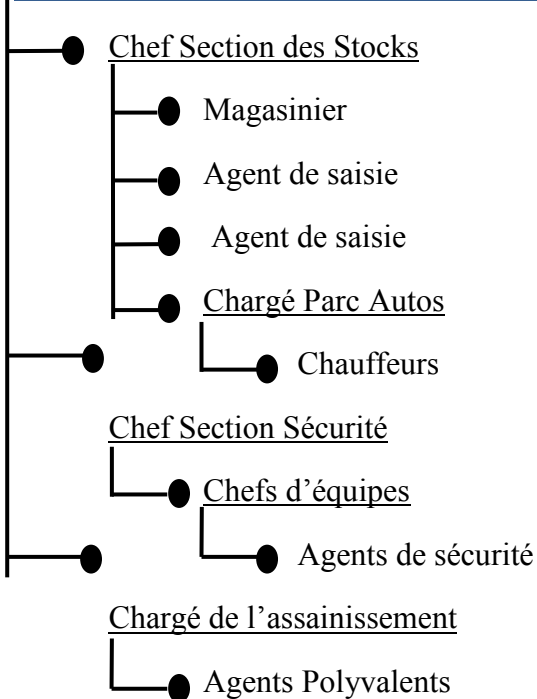 Chef Section des Stocks
Magasinier
Agent de saisie
Agent de saisie
Chargé Parc Autos
Chauffeurs
Chef Section Sécurité
Chefs d’équipes
Agents de sécurité
Chargé de l’assainissement
Agents Polyvalents